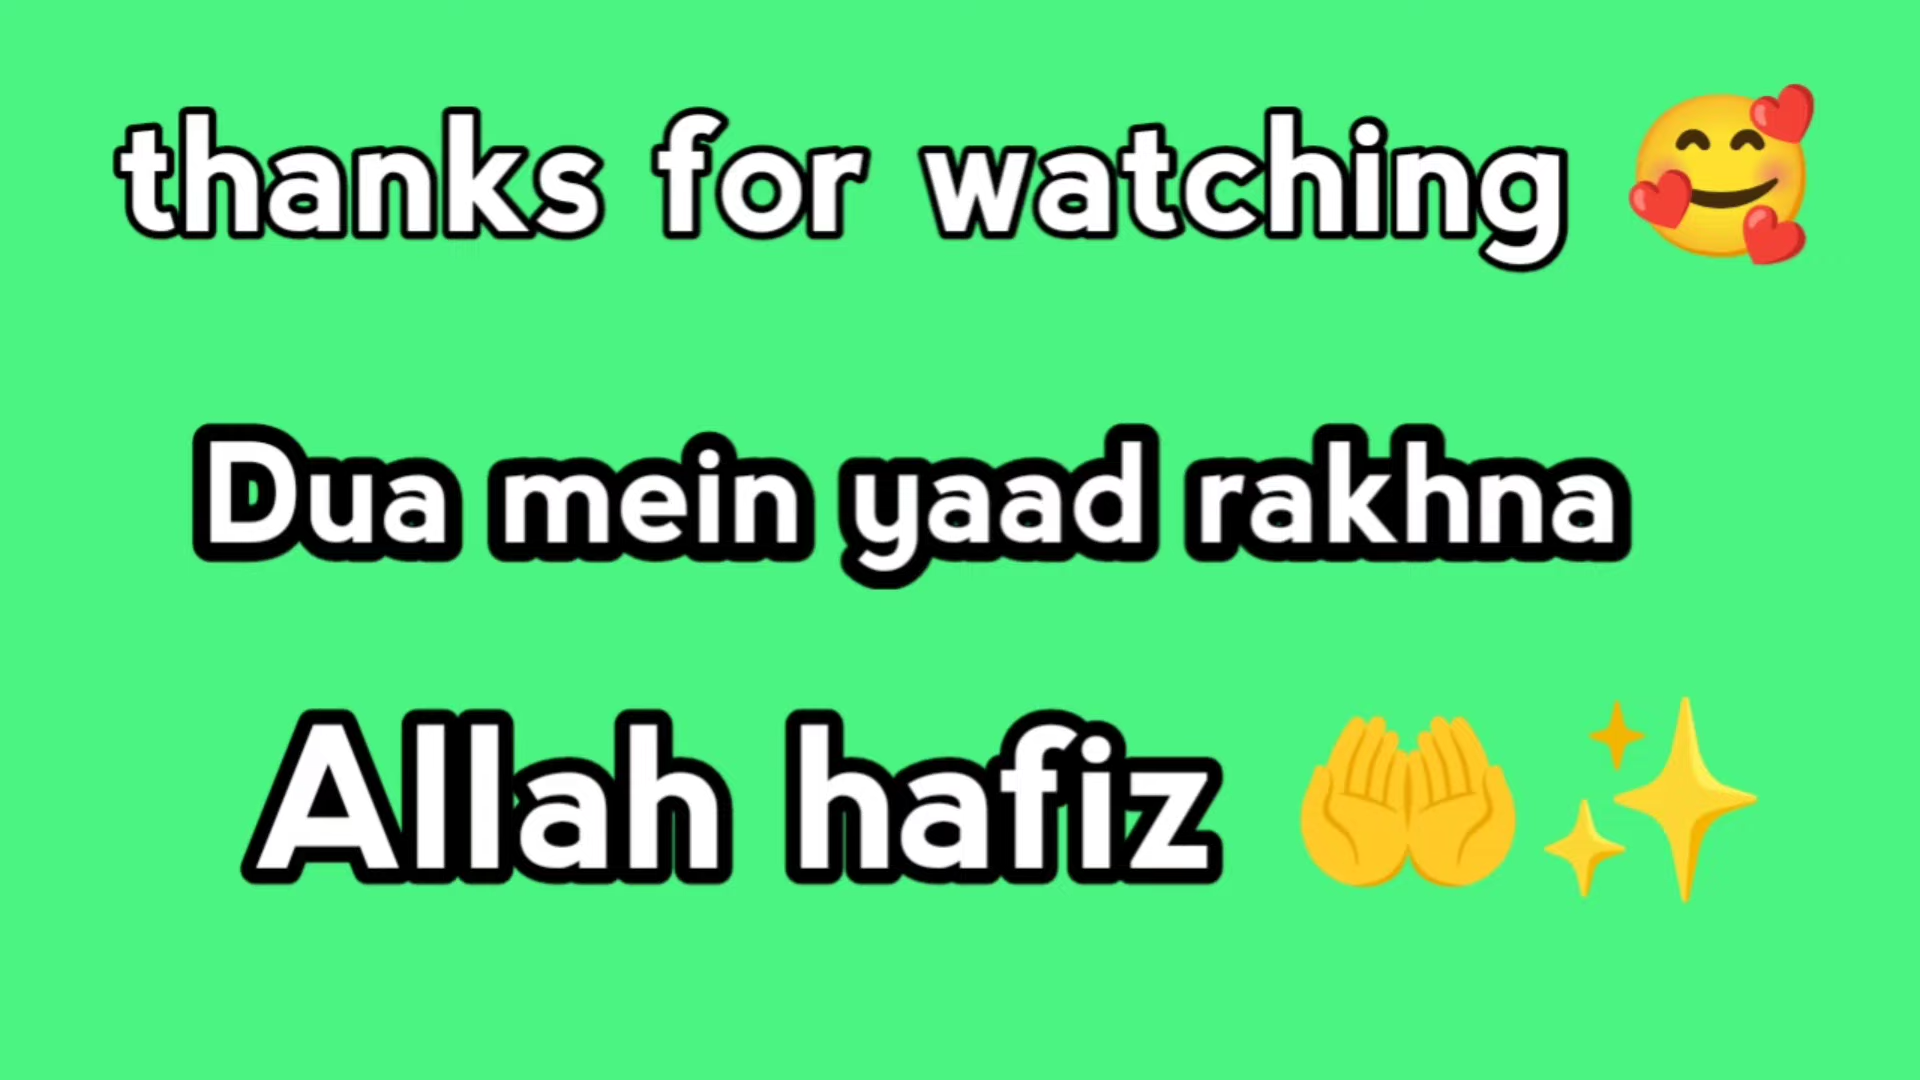 thanks for watching 🥰
Dua mein yaad rakhna
Allah hafiz 🤲✨